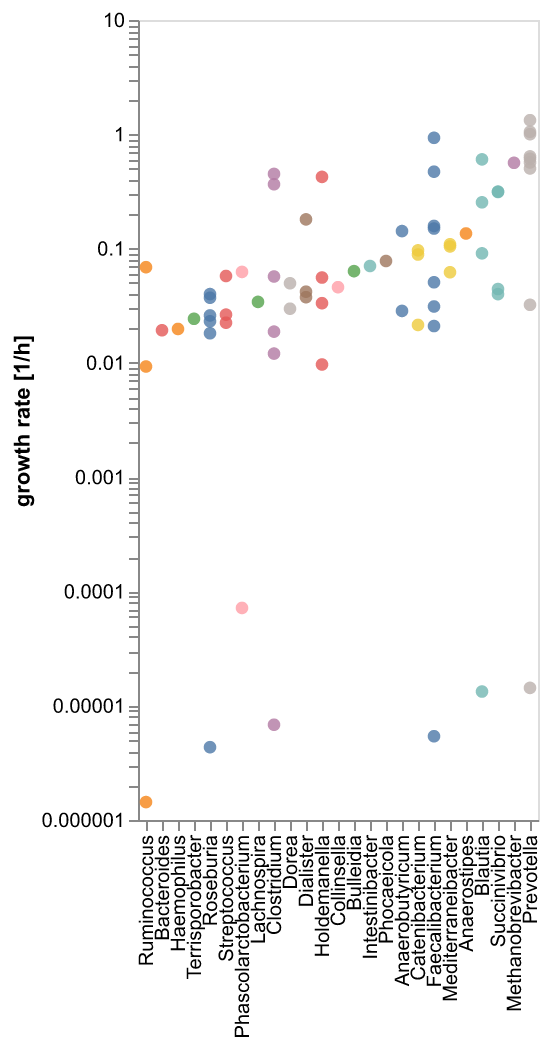 10
1
0.1
0.01
0.001
0.0001
0.00001
0.000001
growth rate [1/h]
Ruminococcus
Bacteroides
Haemophilus
Terrisporobacter
Roseburia
Streptococcus
Phascolarctobacterium
Lachnospira
Clostridium
Dorea
Dialister
Holdemanella
Collinsella
Bulleidia
Intestinibacter
Phocaeicola
Anaerobutyricum
Catenibacterium
Faecalibacterium
Mediterraneibacter
Anaerostipes
Blautia
Succinivibrio
Methanobrevibacter
Prevotella